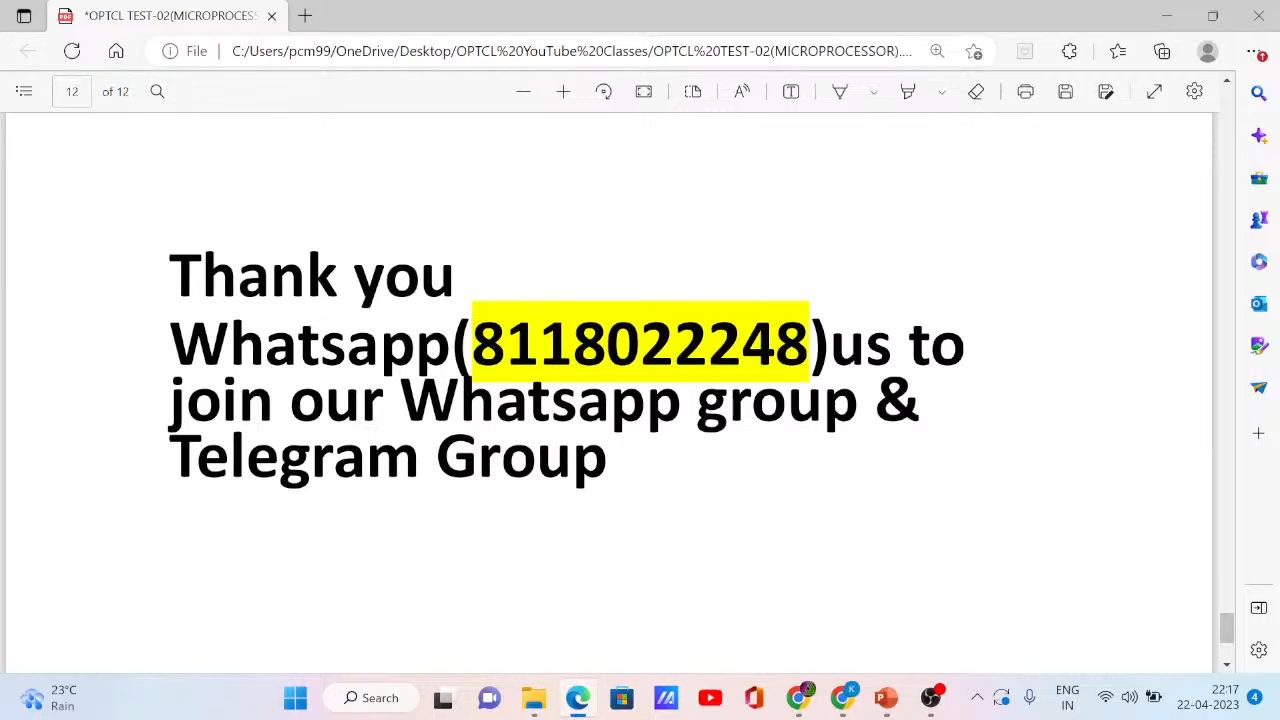 *OPTCL TEST-02(MICROPROCESS
File C:/Users/pcm99/OneDrive/Desktop/OPTCL%20YouTube%20Classes/OPTCL%20TEST-02(MICROPROCESSOR)....
12 of 12
Thank you
Whatsapp(8118022248)us to
join our Whatsapp group &
Telegram Group
23°C
Rain
Search
ENG
IN
22:17
22-04-2023
4